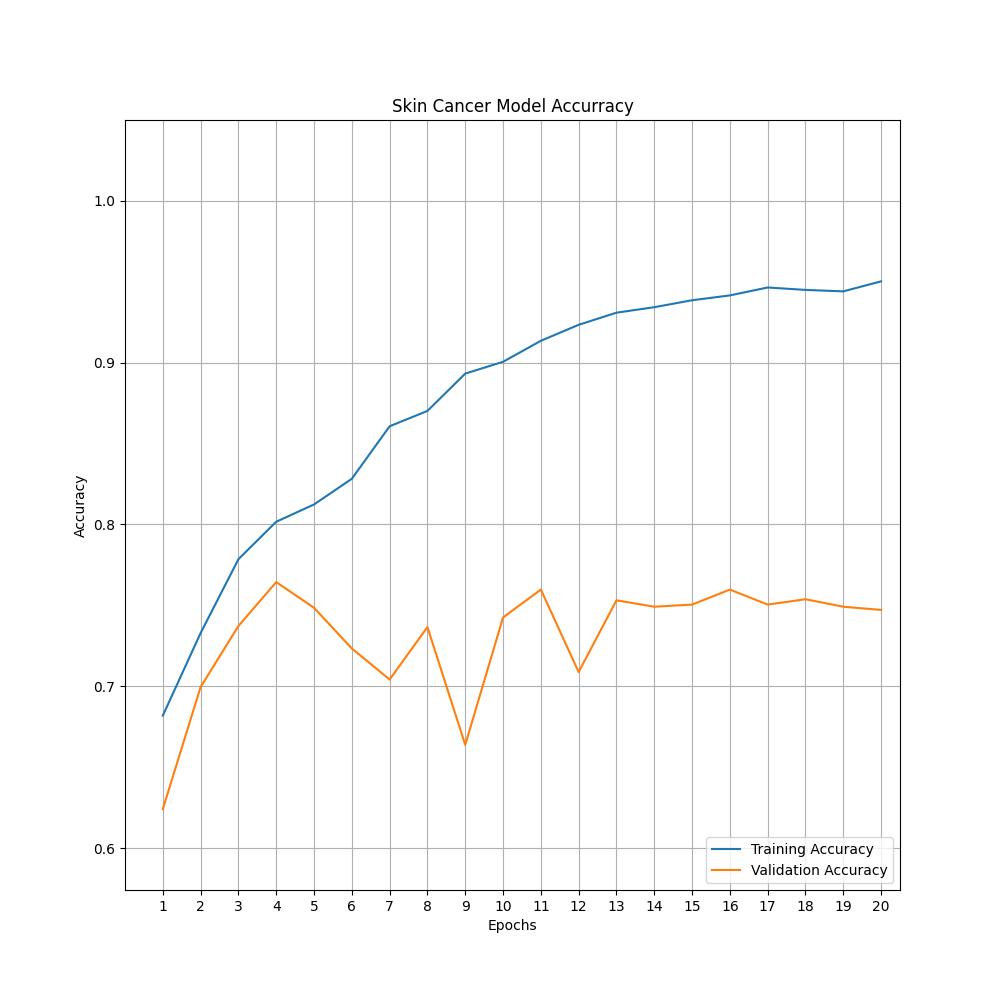 Skin Cancer Model Accurracy
1.0
0.9
0.8
0.7
0.6
Accuracy
Training Accuracy
Validation Accuracy
1 2 3 4 5 6 7 8 9 10 11 12 13 14 15 16 17 18 19 20
Epochs